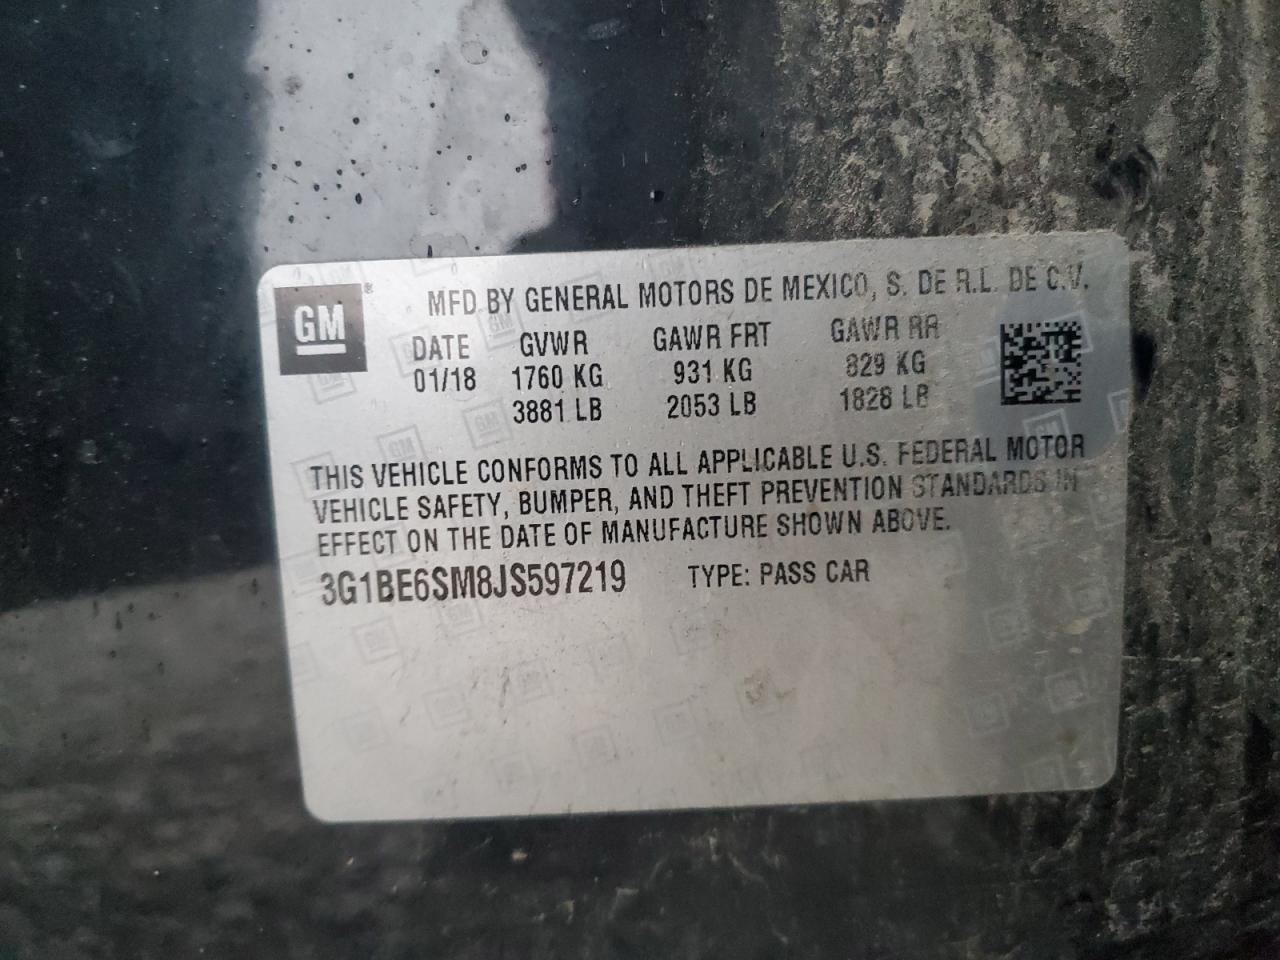 GM ®
MFD BY GENERAL MOTORS DE MEXICO, S. DE R.L. DE C.V.
DATE GVWR GAWR FRT GAWR RR
01/18 1760 KG 931 KG 829 KG
3881 LB 2053 LB 1828 LB
THIS VEHICLE CONFORMS TO ALL APPLICABLE U.S. FEDERAL MOTOR
VEHICLE SAFETY, BUMPER, AND THEFT PREVENTION STANDARDS IN
EFFECT ON THE DATE OF MANUFACTURE SHOWN ABOVE.
3G1BE6SM8JS597219 TYPE: PASS CAR